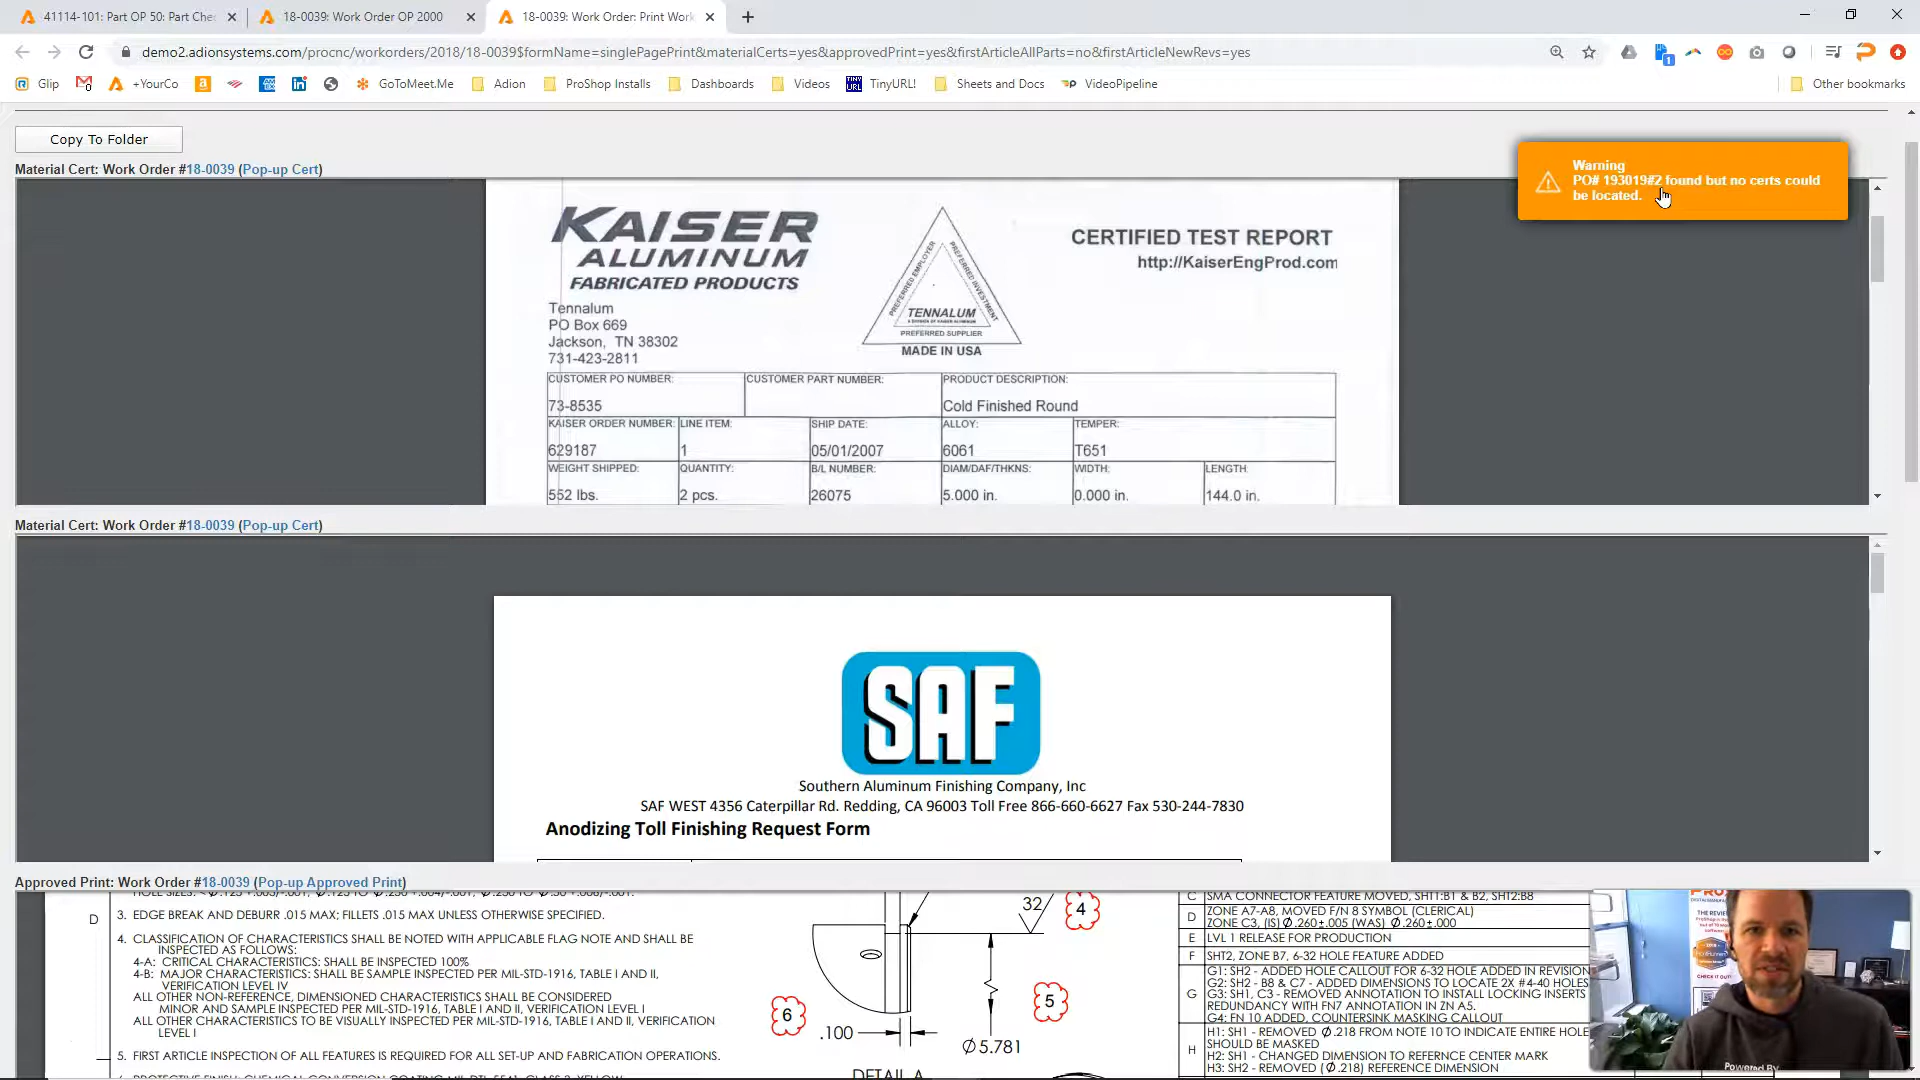 41114-101: Part OP 50: Part Che
18-0039: Work Order OP 2000
18-0039: Work Order: Print Work
demo2.adionsystems.com/procnc/workorders/2018/18-0039$formName=singlePagePrint&materialCerts=yes&approvedPrint=yes&firstArticleAllParts=no&firstArticleNewRevs=yes
Glip
+YourCo
GoToMeet.Me
Adion
ProShop Installs
Dashboards
Videos
TinyURL!
Sheets and Docs
VideoPipeline
Other bookmarks
Copy To Folder
Material Cert: Work Order #18-0039 (Pop-up Cert)
Warning
PO# 193019#2 found but no certs could
be located.
KAISER
ALUMINUM
FABRICATED PRODUCTS
Tennalum
PO Box 669
Jackson, TN 38302
731-423-2811
PREFERRED EMPLOYER
PREFERRED INVESTMENT
TENNALUM
A DIVISION OF KAISER ALUMINUM
PREFERRED SUPPLIER
MADE IN USA
CERTIFIED TEST REPORT
http://KaiserEngProd.com
CUSTOMER PO NUMBER: CUSTOMER PART NUMBER: PRODUCT DESCRIPTION:
73-8535 Cold Finished Round
KAISER ORDER NUMBER: LINE ITEM: SHIP DATE: ALLOY: TEMPER:
629187 1 05/01/2007 6061 T651
WEIGHT SHIPPED: QUANTITY: B/L NUMBER: DIAM/DAF/THKNS: WIDTH: LENGTH:
552 lbs. 2 pcs. 26075 5.000 in. 0.000 in. 144.0 in.
Material Cert: Work Order #18-0039 (Pop-up Cert)
SAF
Southern Aluminum Finishing Company, Inc
SAF WEST 4356 Caterpillar Rd. Redding, CA 96003 Toll Free 866-660-6627 Fax 530-244-7830
Anodizing Toll Finishing Request Form
Approved Print: Work Order #18-0039 (Pop-up Approved Print)
D
3. EDGE BREAK AND DEBURR .015 MAX; FILLETS .015 MAX UNLESS OTHERWISE SPECIFIED.
4. CLASSIFICATION OF CHARACTERISTICS SHALL BE NOTED WITH APPLICABLE FLAG NOTE AND SHALL BE
INSPECTED AS FOLLOWS:
4-A: CRITICAL CHARACTERISTICS: SHALL BE INSPECTED 100%
4-B: MAJOR CHARACTERISTICS: SHALL BE SAMPLE INSPECTED PER MIL-STD-1916, TABLE I AND II,
VERIFICATION LEVEL IV
ALL OTHER NON-REFERENCE, DIMENSIONED CHARACTERISTICS SHALL BE CONSIDERED
MINOR AND SAMPLE INSPECTED PER MIL-STD-1916, TABLE I AND II, VERIFICATION LEVEL I
ALL OTHER CHARACTERISTICS TO BE VISUALLY INSPECTED PER MIL-STD-1916, TABLE I AND II, VERIFICATION
LEVEL I
5. FIRST ARTICLE INSPECTION OF ALL FEATURES IS REQUIRED FOR ALL SET-UP AND FABRICATION OPERATIONS.
32
4
5
6
.100
Ø5.781
DETAIL A
C SMA CONNECTOR FEATURE MOVED, SHT1:B1 & B2, SHT2:B8
D ZONE A7-A8, MOVED F/N 8 SYMBOL (CLERICAL)
ZONE C3, (IS) Ø.260±.005 (WAS) Ø.260±.000
E LVL 1 RELEASE FOR PRODUCTION
F SHT2, ZONE B7, 6-32 HOLE FEATURE ADDED
G G1: SH2 - ADDED HOLE CALLOUT FOR 6-32 HOLE ADDED IN REVISION
G2: SH2 - B8 & C7 - ADDED DIMENSIONS TO LOCATE 2X #4-40 HOLES
G3: SH1, C3 - REMOVED ANNOTATION TO INSTALL LOCKING INSERTS
REDUNDANCY WITH FN7 ANNOTATION IN ZN A5.
G4: FN 10 ADDED, COUNTERSINK MASKING CALLOUT
H H1: SH1 - REMOVED Ø.218 FROM NOTE 10 TO INDICATE ENTIRE HOLE
SHOULD BE MASKED
H2: SH1 - CHANGED DIMENSION TO REFERENCE CENTER MARK
H3: SH2 - REMOVED (Ø.218) REFERENCE DIMENSION
Powered By